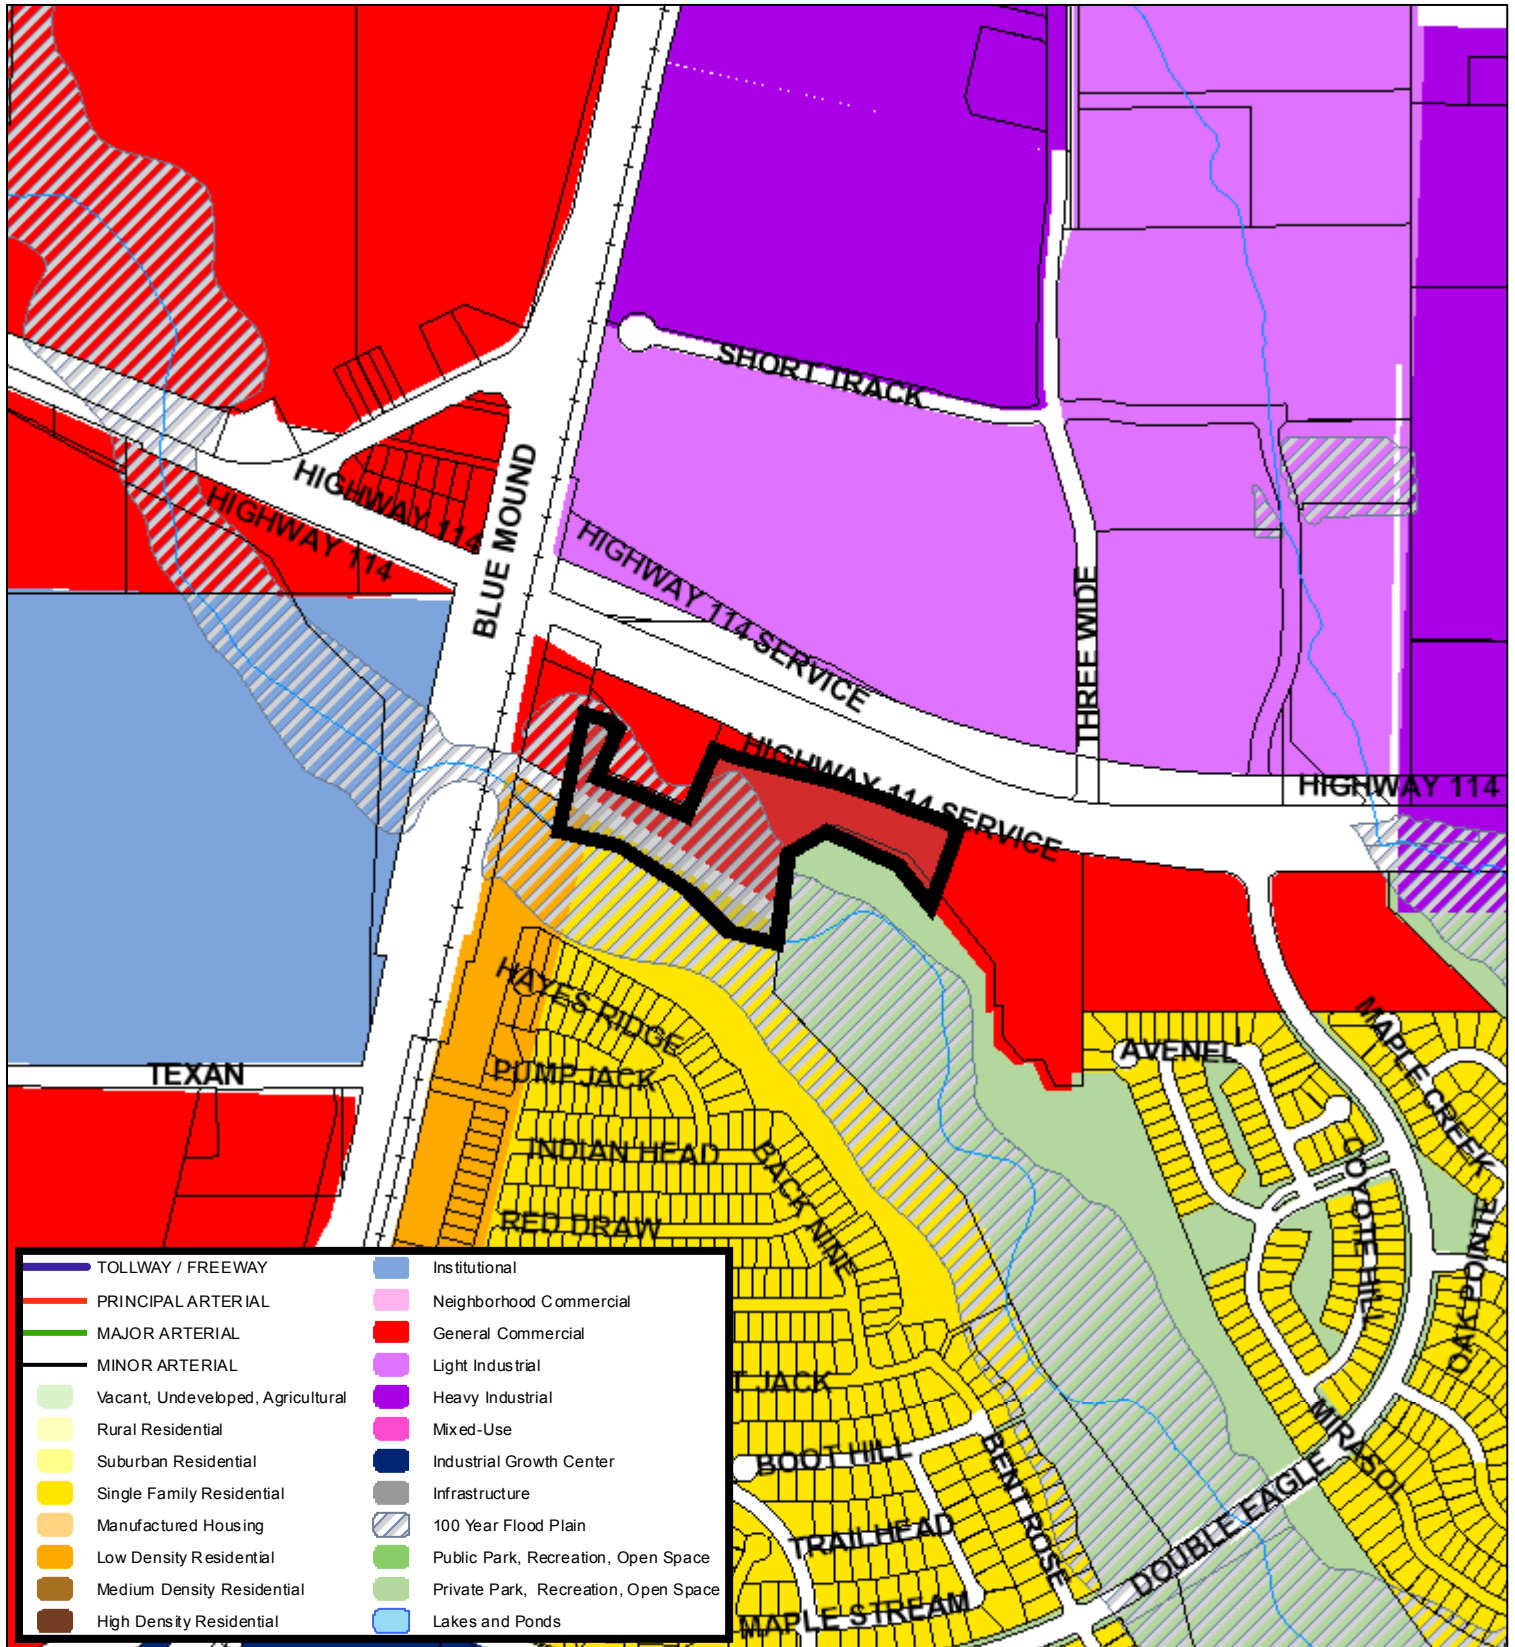 SHORT TRACK
HIGHWAY 114
HIGHWAY 114
BLUE MOUND
HIGHWAY 114 SERVICE
THREE WIDE
HIGHWAY 114 SERVICE
HIGHWAY 114
HAYES RIDGE
PUMPJACK
TEXAN
AVENEL
MAPLE CREEK
INDIAN HEAD
BACK NINE
COYOTE HILL
RED DRAW
OAK POINTE
T JACK
MIRASOL
BOOT HILL
BENT ROSE
DOUBLE EAGLE
TRAILHEAD
MAPLE STREAM
TOLLWAY / FREEWAY
PRINCIPAL ARTERIAL
MAJOR ARTERIAL
MINOR ARTERIAL
Vacant, Undeveloped, Agricultural
Rural Residential
Suburban Residential
Single Family Residential
Manufactured Housing
Low Density Residential
Medium Density Residential
High Density Residential
Institutional
Neighborhood Commercial
General Commercial
Light Industrial
Heavy Industrial
Mixed-Use
Industrial Growth Center
Infrastructure
100 Year Flood Plain
Public Park, Recreation, Open Space
Private Park, Recreation, Open Space
Lakes and Ponds